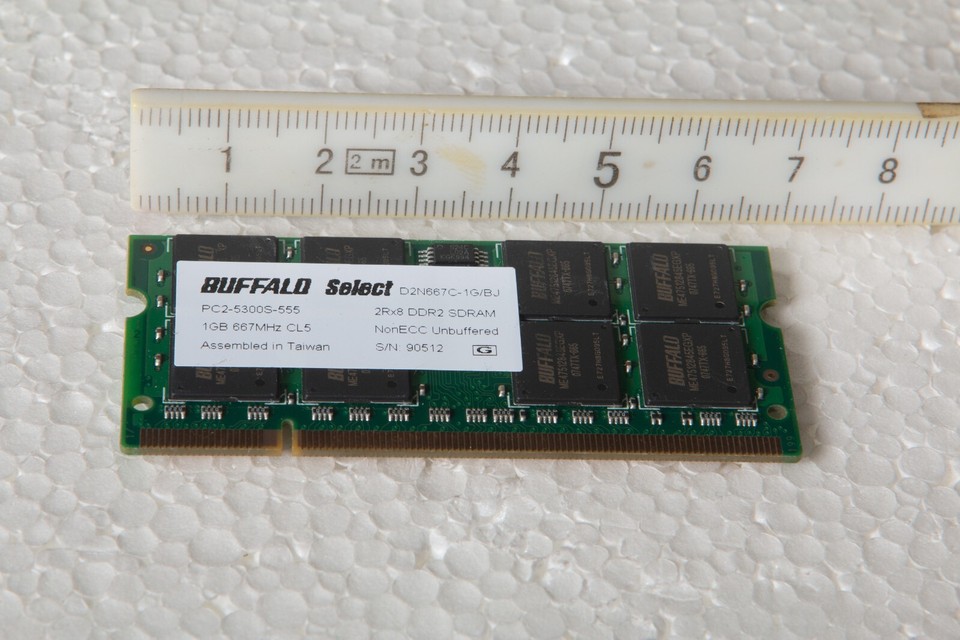 1 2 2 m 3 4 5 6 7 8
BUFFALO Select D2N667C-1G/BJ
PC2-5300S-555 2Rx8 DDR2 SDRAM
1GB 667MHz CL5 NonECC Unbuffered
Assembled in Taiwan S/N: 90512 G
BUFFALO
BUFFALO
BUFFALO
BUFFALO